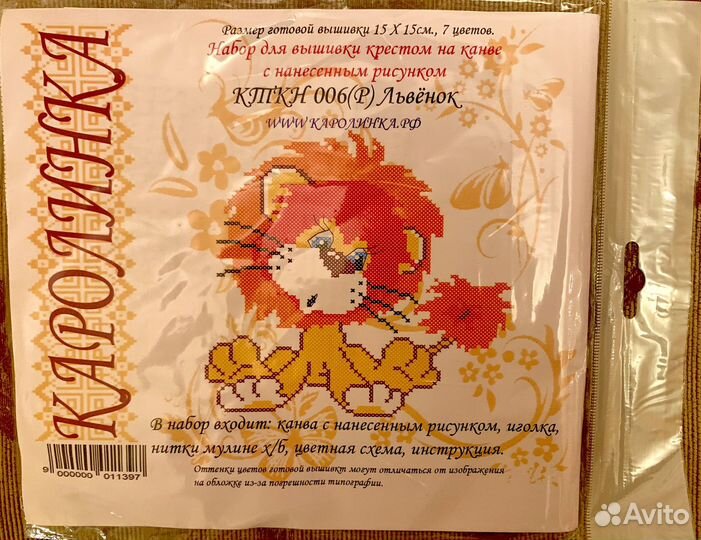 Размер готовой вышивки 15 X 15см., 7 цветов.
Набор для вышивки крестом на канве
с нанесенным рисунком
КТКН 006(Р) Львёнок
WWW.КАРОЛИНКА.РФ
КАРОЛИНКА
В набор входит: канва с нанесенным рисунком, иголка,
нитки мулине х/б, цветная схема, инструкция.
Оттенки цветов готовой вышивкт могут отличаться от изображения
на обложке из-за погрешности типографии.
9 000000 011397
Avito